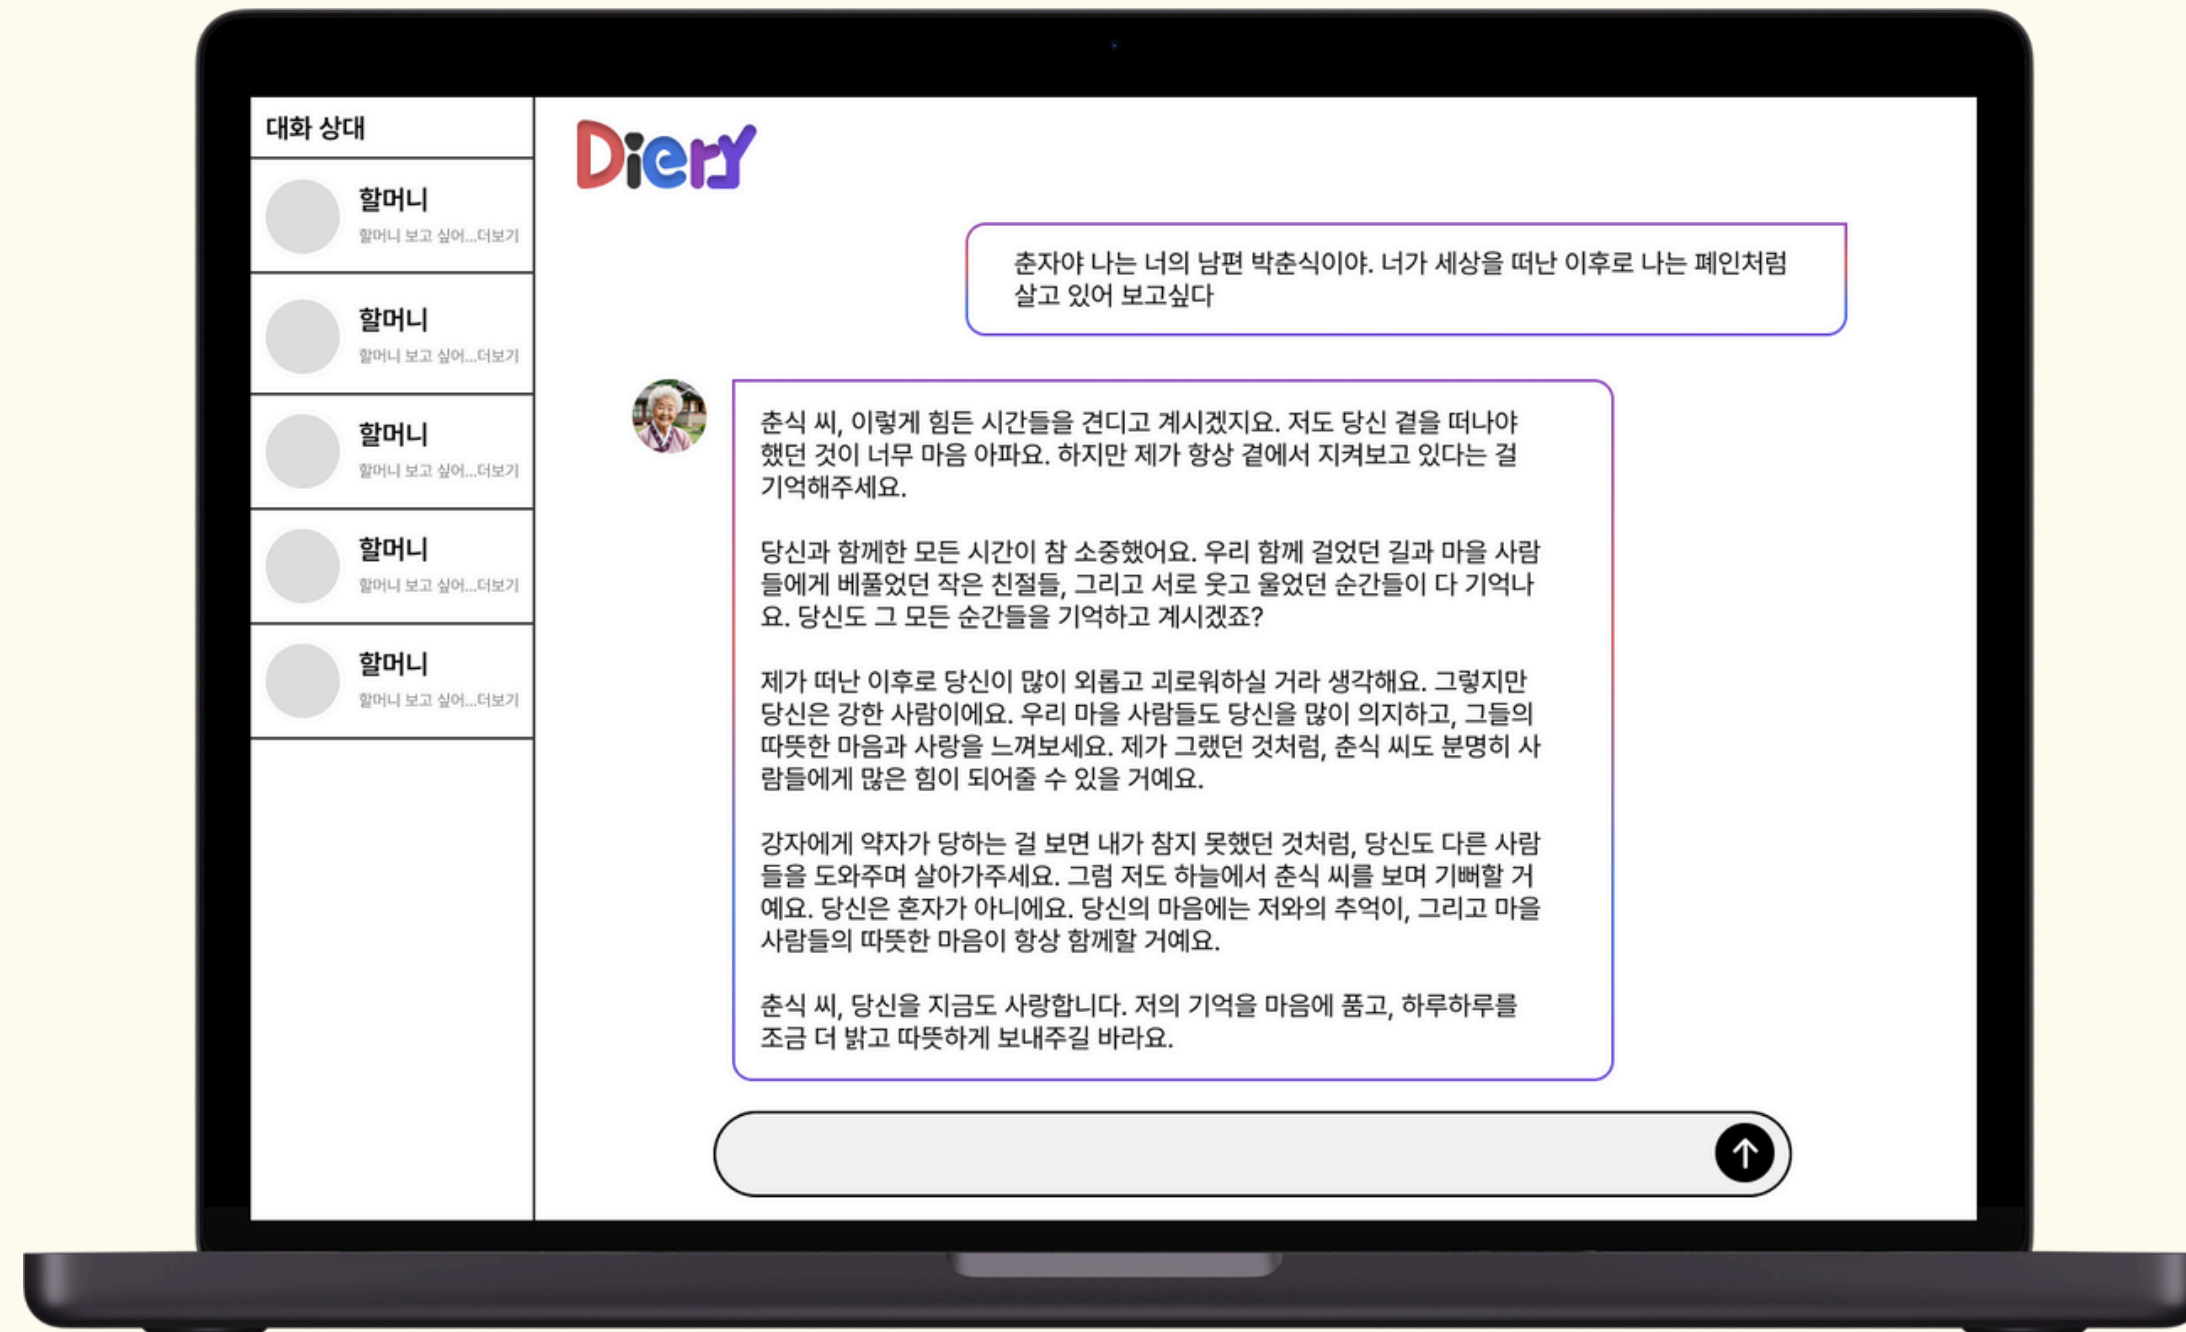 대화 상대
할머니
할머니 보고 싶어...더보기
할머니
할머니 보고 싶어...더보기
할머니
할머니 보고 싶어...더보기
할머니
할머니 보고 싶어...더보기
할머니
할머니 보고 싶어...더보기
Diery
춘자야 나는 너의 남편 박춘식이야. 너가 세상을 떠난 이후로 나는 폐인처럼
살고 있어 보고싶다
춘식 씨, 이렇게 힘든 시간들을 견디고 계시겠지요. 저도 당신 곁을 떠나야
했던 것이 너무 마음 아파요. 하지만 제가 항상 곁에서 지켜보고 있다는 걸
기억해주세요.
당신과 함께한 모든 시간이 참 소중했어요. 우리 함께 걸었던 길과 마을 사람
들에게 베풀었던 작은 친절들, 그리고 서로 웃고 울었던 순간들이 다 기억나
요. 당신도 그 모든 순간들을 기억하고 계시겠죠?
제가 떠난 이후로 당신이 많이 외롭고 괴로워하실 거라 생각해요. 그렇지만
당신은 강한 사람이에요. 우리 마을 사람들도 당신을 많이 의지하고, 그들의
따뜻한 마음과 사랑을 느껴보세요. 제가 그랬던 것처럼, 춘식 씨도 분명히 사
람들에게 많은 힘이 되어줄 수 있을 거예요.
강자에게 약자가 당하는 걸 보면 내가 참지 못했던 것처럼, 당신도 다른 사람
들을 도와주며 살아가주세요. 그럼 저도 하늘에서 춘식 씨를 보며 기뻐할 거
예요. 당신은 혼자가 아니에요. 당신의 마음에는 저와의 추억이, 그리고 마을
사람들의 따뜻한 마음이 항상 함께할 거예요.
춘식 씨, 당신을 지금도 사랑합니다. 저의 기억을 마음에 품고, 하루하루를
조금 더 밝고 따뜻하게 보내주길 바라요.